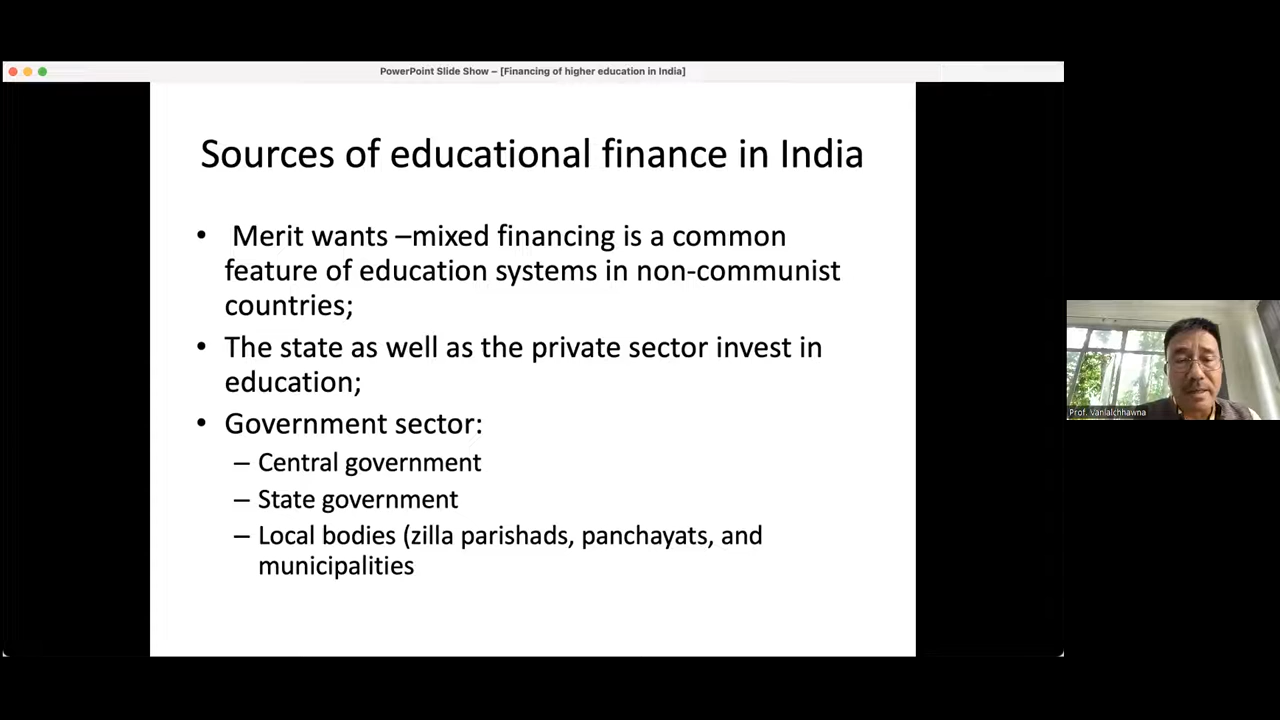 PowerPoint Slide Show – [Financing of higher education in India]
Sources of educational finance in India
• Merit wants –mixed financing is a common
feature of education systems in non-communist
countries;
• The state as well as the private sector invest in
education;
• Government sector:
– Central government
– State government
– Local bodies (zilla parishads, panchayats, and
municipalities
Prof. Vanlalchhawna